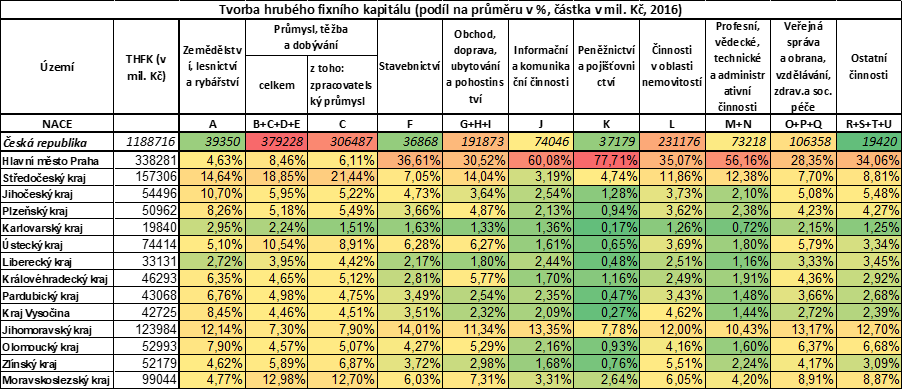 Tvorba hrubého fixního kapitálu (podíl na průměru v %, částka v mil. Kč, 2016)
Území THFK (v mil. Kč) Zemědělství, lesnictví a rybářství Průmysl, těžba a dobývání celkem z toho: zpracovatelský průmysl Stavebnictví Obchod, doprava, ubytování a pohostinství Informační a komunikační činnosti Peněžnictví a pojišťovnictví Činnosti v oblasti nemovitostí Profesní, vědecké, technické a administrativní činnosti Veřejná správa a obrana, vzdělávání, zdrav.a soc. péče Ostatní činnosti
NACE A B+C+D+E C F G+H+I J K L M+N O+P+Q R+S+T+U
Česká republika 1188716 39350 379228 306487 36868 191873 74046 37179 231176 73218 106358 19420
Hlavní město Praha 338281 4,63% 8,46% 6,11% 36,61% 30,52% 60,08% 77,71% 35,07% 56,16% 28,35% 34,06%
Středočeský kraj 157306 14,64% 18,85% 21,44% 7,05% 14,04% 3,19% 4,74% 11,86% 12,38% 7,70% 8,81%
Jihočeský kraj 54496 10,70% 5,95% 5,22% 4,73% 3,64% 2,54% 1,28% 3,73% 2,10% 5,08% 5,48%
Plzeňský kraj 50962 8,26% 5,18% 5,49% 3,66% 4,87% 2,13% 0,94% 3,62% 2,38% 4,23% 4,27%
Karlovarský kraj 19840 2,95% 2,24% 1,51% 1,63% 1,33% 1,36% 0,17% 1,26% 0,72% 2,15% 1,25%
Ústecký kraj 74414 5,10% 10,54% 8,91% 6,28% 6,27% 1,61% 0,65% 3,69% 1,80% 5,79% 3,34%
Liberecký kraj 33131 2,72% 3,95% 4,42% 2,17% 1,80% 2,44% 0,48% 2,51% 1,16% 3,33% 3,45%
Královéhradecký kraj 46293 6,35% 4,65% 5,12% 2,81% 5,77% 1,70% 1,16% 2,49% 1,91% 4,36% 2,92%
Pardubický kraj 43068 6,76% 4,98% 4,75% 3,49% 2,54% 2,35% 0,47% 3,43% 1,48% 3,66% 2,68%
Kraj Vysočina 42725 8,45% 4,46% 4,51% 3,51% 2,32% 2,09% 0,27% 4,62% 1,44% 2,72% 2,39%
Jihomoravský kraj 123984 12,14% 7,30% 7,90% 14,01% 11,34% 13,35% 7,78% 12,00% 10,43% 13,17% 12,70%
Olomoucký kraj 52993 7,90% 4,57% 5,07% 4,27% 5,29% 2,16% 0,93% 4,16% 1,60% 6,37% 6,68%
Zlínský kraj 52179 4,62% 5,89% 6,87% 3,72% 2,98% 1,68% 0,76% 5,51% 2,24% 4,17% 3,09%
Moravskoslezský kraj 99044 4,77% 12,98% 12,70% 6,03% 7,31% 3,31% 2,64% 6,05% 4,20% 8,91% 8,87%